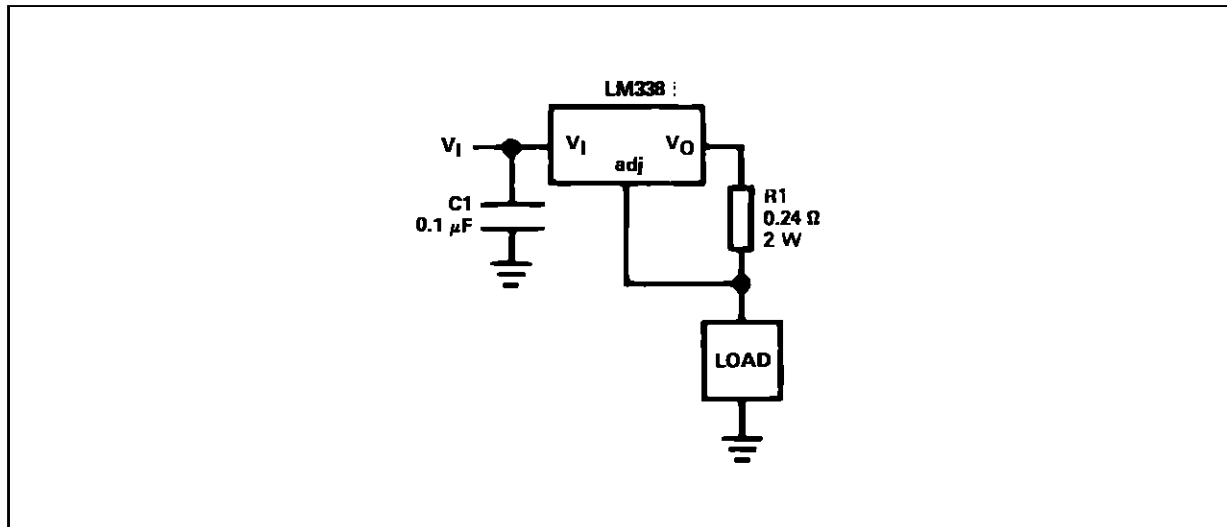 LM338
VI
VI
VO
adj
C1
0.1 μF
R1
0.24 Ω
2 W
LOAD